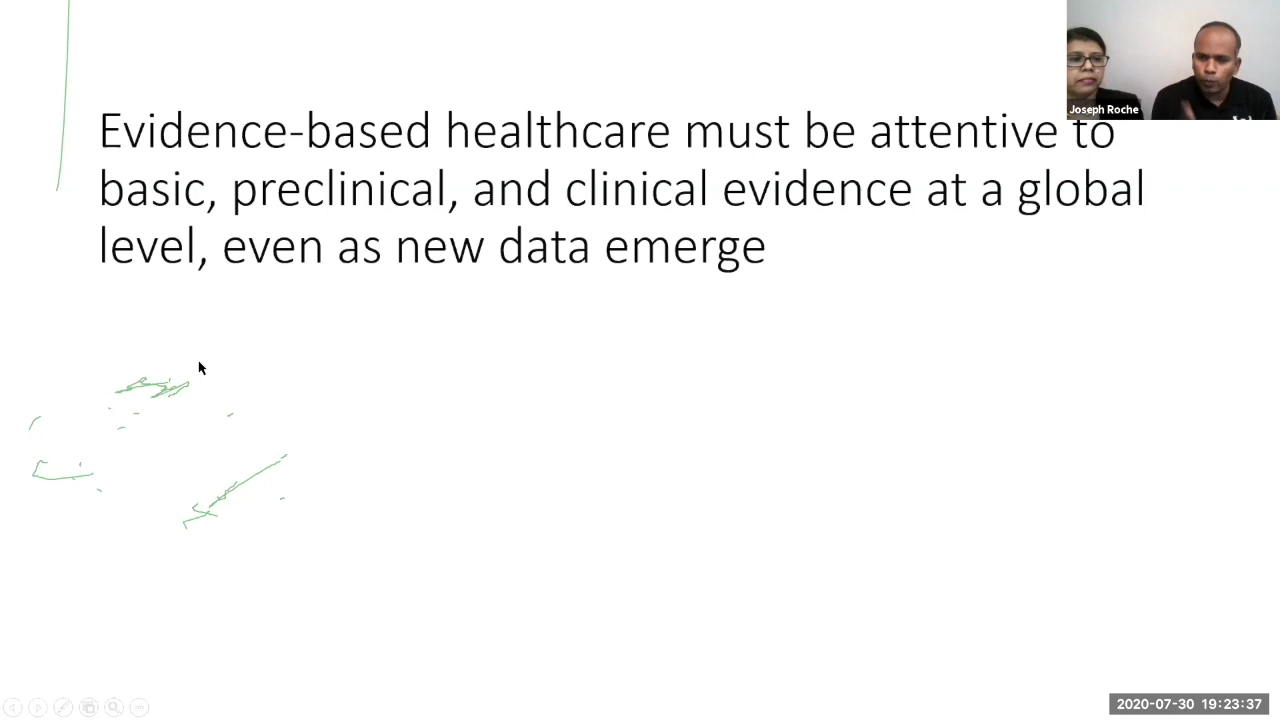 Joseph Roche
Evidence-based healthcare must be attentive to
basic, preclinical, and clinical evidence at a global
level, even as new data emerge
2020-07-30 19:23:37